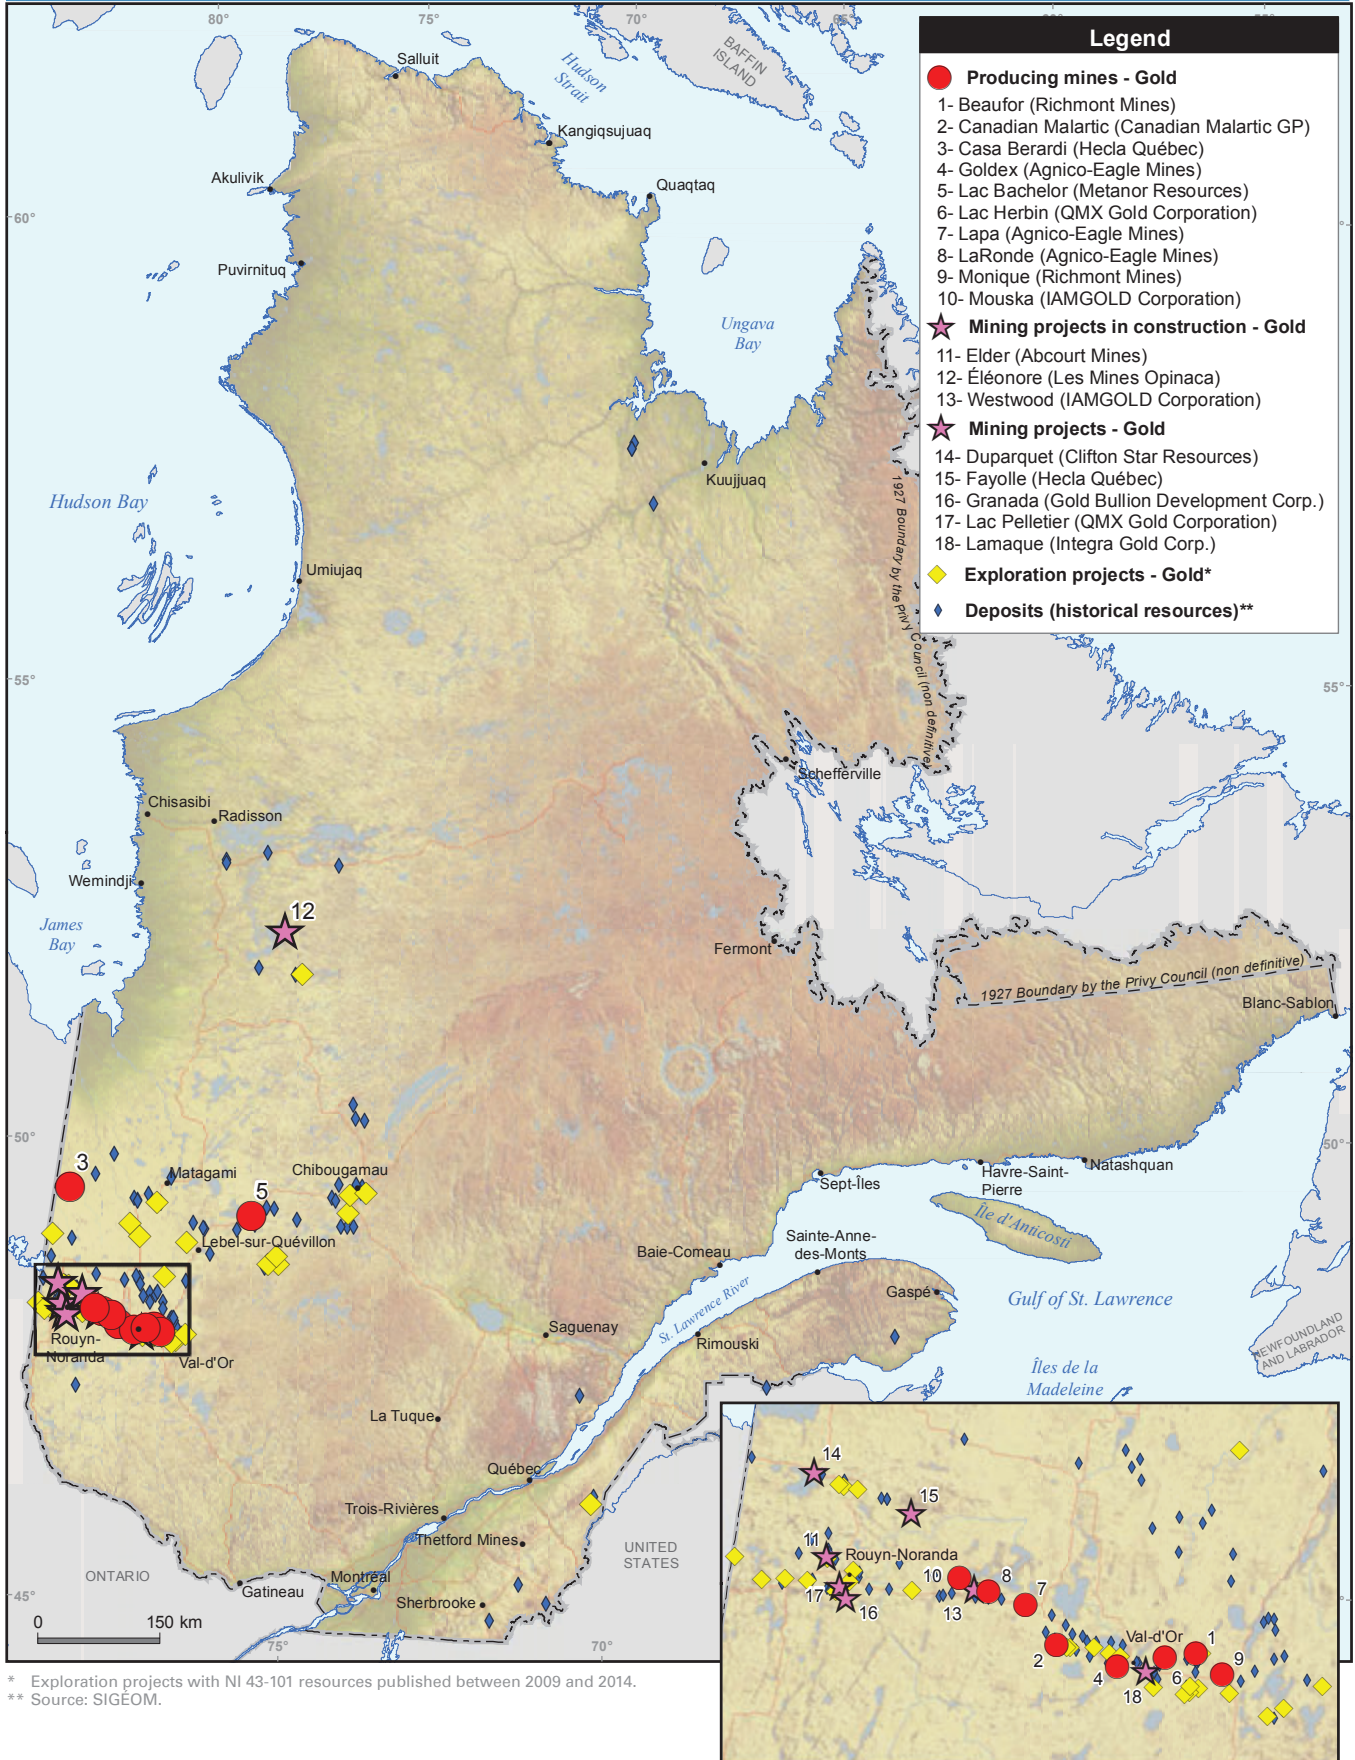 80°
75°
70°
65°
Legend
Producing mines - Gold
1- Beaufor (Richmont Mines)
2- Canadian Malartic (Canadian Malartic GP)
3- Casa Berardi (Hecla Québec)
4- Goldex (Agnico-Eagle Mines)
5- Lac Bachelor (Metanor Resources)
6- Lac Herbin (QMX Gold Corporation)
7- Lapa (Agnico-Eagle Mines)
8- LaRonde (Agnico-Eagle Mines)
9- Monique (Richmont Mines)
10- Mouska (IAMGOLD Corporation)
Mining projects in construction - Gold
11- Elder (Abcourt Mines)
12- Éléonore (Les Mines Opinaca)
13- Westwood (IAMGOLD Corporation)
Mining projects - Gold
14- Duparquet (Clifton Star Resources)
15- Fayolle (Hecla Québec)
16- Granada (Gold Bullion Development Corp.)
17- Lac Pelletier (QMX Gold Corporation)
18- Lamaque (Integra Gold Corp.)
Exploration projects - Gold*
Deposits (historical resources)**
Salluit
Hudson
Strait
BAFFIN
ISLAND
Kangiqsujuaq
Akulivik
Quaqtaq
60°
Puvirnituq
Ungava
Bay
Kuujjuaq
Hudson Bay
1927 Boundary by the Privy Council (non definitive)
Umiujaq
55°
55°
Schefferville
Chisasibi
Radisson
Wemindji
James
Bay
12
Fermont
1927 Boundary by the Privy Council (non definitive)
Blanc-Sablon
50°
50°
3
Matagami
Chibougamau
5
Lebel-sur-Quévillon
Sept-Îles
Havre-Saint-
Pierre
Natashquan
Île d'Anticosti
Baie-Comeau
Sainte-Anne-
des-Monts
Gaspé
Gulf of St. Lawrence
St. Lawrence River
Rouyn-
Noranda
Val-d'Or
Saguenay
Rimouski
NEWFOUNDLAND
AND LABRADOR
Îles de la
Madeleine
La Tuque
Québec
Trois-Rivières
Thetford Mines
UNITED
STATES
ONTARIO
Gatineau
Montréal
Sherbrooke
45°
0
150 km
75°
70°
14
15
11
Rouyn-Noranda
10
8
7
17
16
13
2
Val-d'Or
1
4
6
9
18
* Exploration projects with NI 43-101 resources published between 2009 and 2014.
** Source: SIGÉOM.